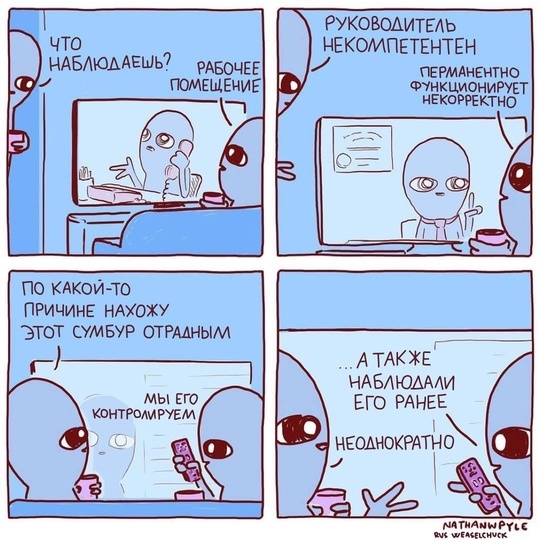 ЧТО
НАБЛЮДАЕШЬ?
РАБОЧЕЕ
ПОМЕЩЕНИЕ
РУКОВОДИТЕЛЬ
НЕКОМПЕТЕНТЕН
ПЕРМАНЕНТНО
ФУНКЦИОНИРУЕТ
НЕКОРРЕКТНО
ПО КАКОЙ-ТО
ПРИЧИНЕ НАХОЖУ
ЭТОТ СУМБУР ОТРАДНЫМ
МЫ ЕГО
КОНТРОЛИРУЕМ
...А ТАКЖЕ
НАБЛЮДАЛИ
ЕГО РАНЕЕ
НЕОДНОКРАТНО
NATHANWPYLE
RUS WEASELCHUCK